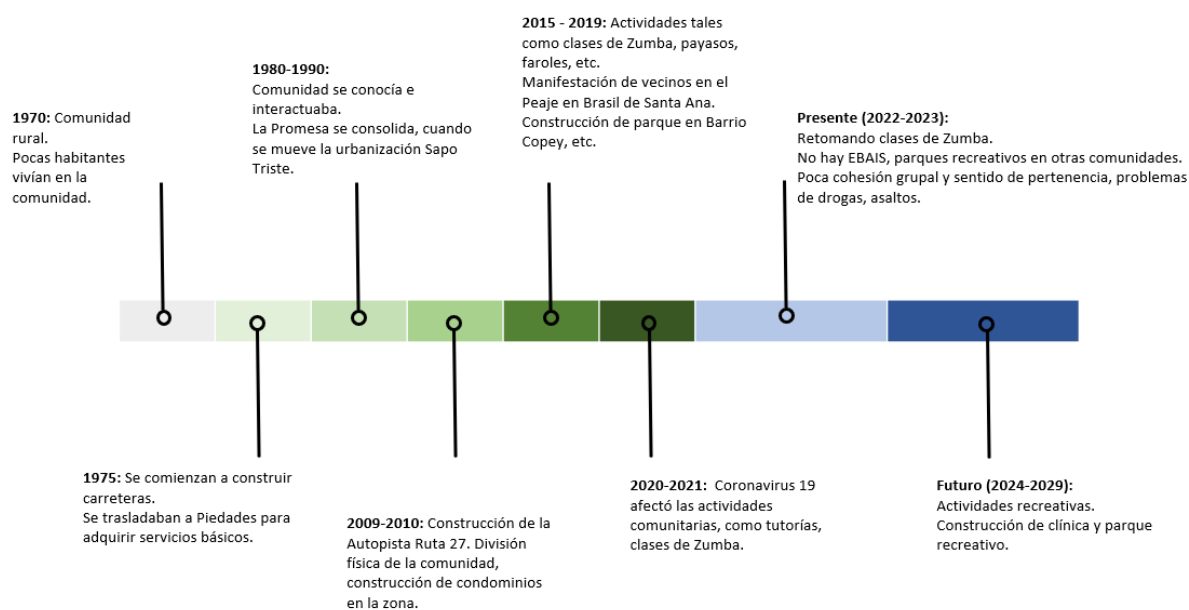 1970: Comunidad
rural.
Pocas habitantes
vivían en la
comunidad.
1975: Se comienzan a construir
carreteras.
Se trasladaban a Piedades para
adquirir servicios básicos.
1980-1990:
Comunidad se conocía e
interactuaba.
La Promesa se consolida, cuando
se mueve la urbanización Sapo
Triste.
2009-2010: Construcción de la
Autopista Ruta 27. División
física de la comunidad,
construcción de condominios
en la zona.
2015 - 2019: Actividades tales
como clases de Zumba, payasos,
faroles, etc.
Manifestación de vecinos en el
Peaje en Brasil de Santa Ana.
Construcción de parque en Barrio
Copey, etc.
2020-2021: Coronavirus 19
afectó las actividades
comunitarias, como tutorías,
clases de Zumba.
Presente (2022-2023):
Retomando clases de Zumba.
No hay EBAIS, parques recreativos en otras comunidades.
Poca cohesión grupal y sentido de pertenencia, problemas
de drogas, asaltos.
Futuro (2024-2029):
Actividades recreativas.
Construcción de clínica y parque
recreativo.